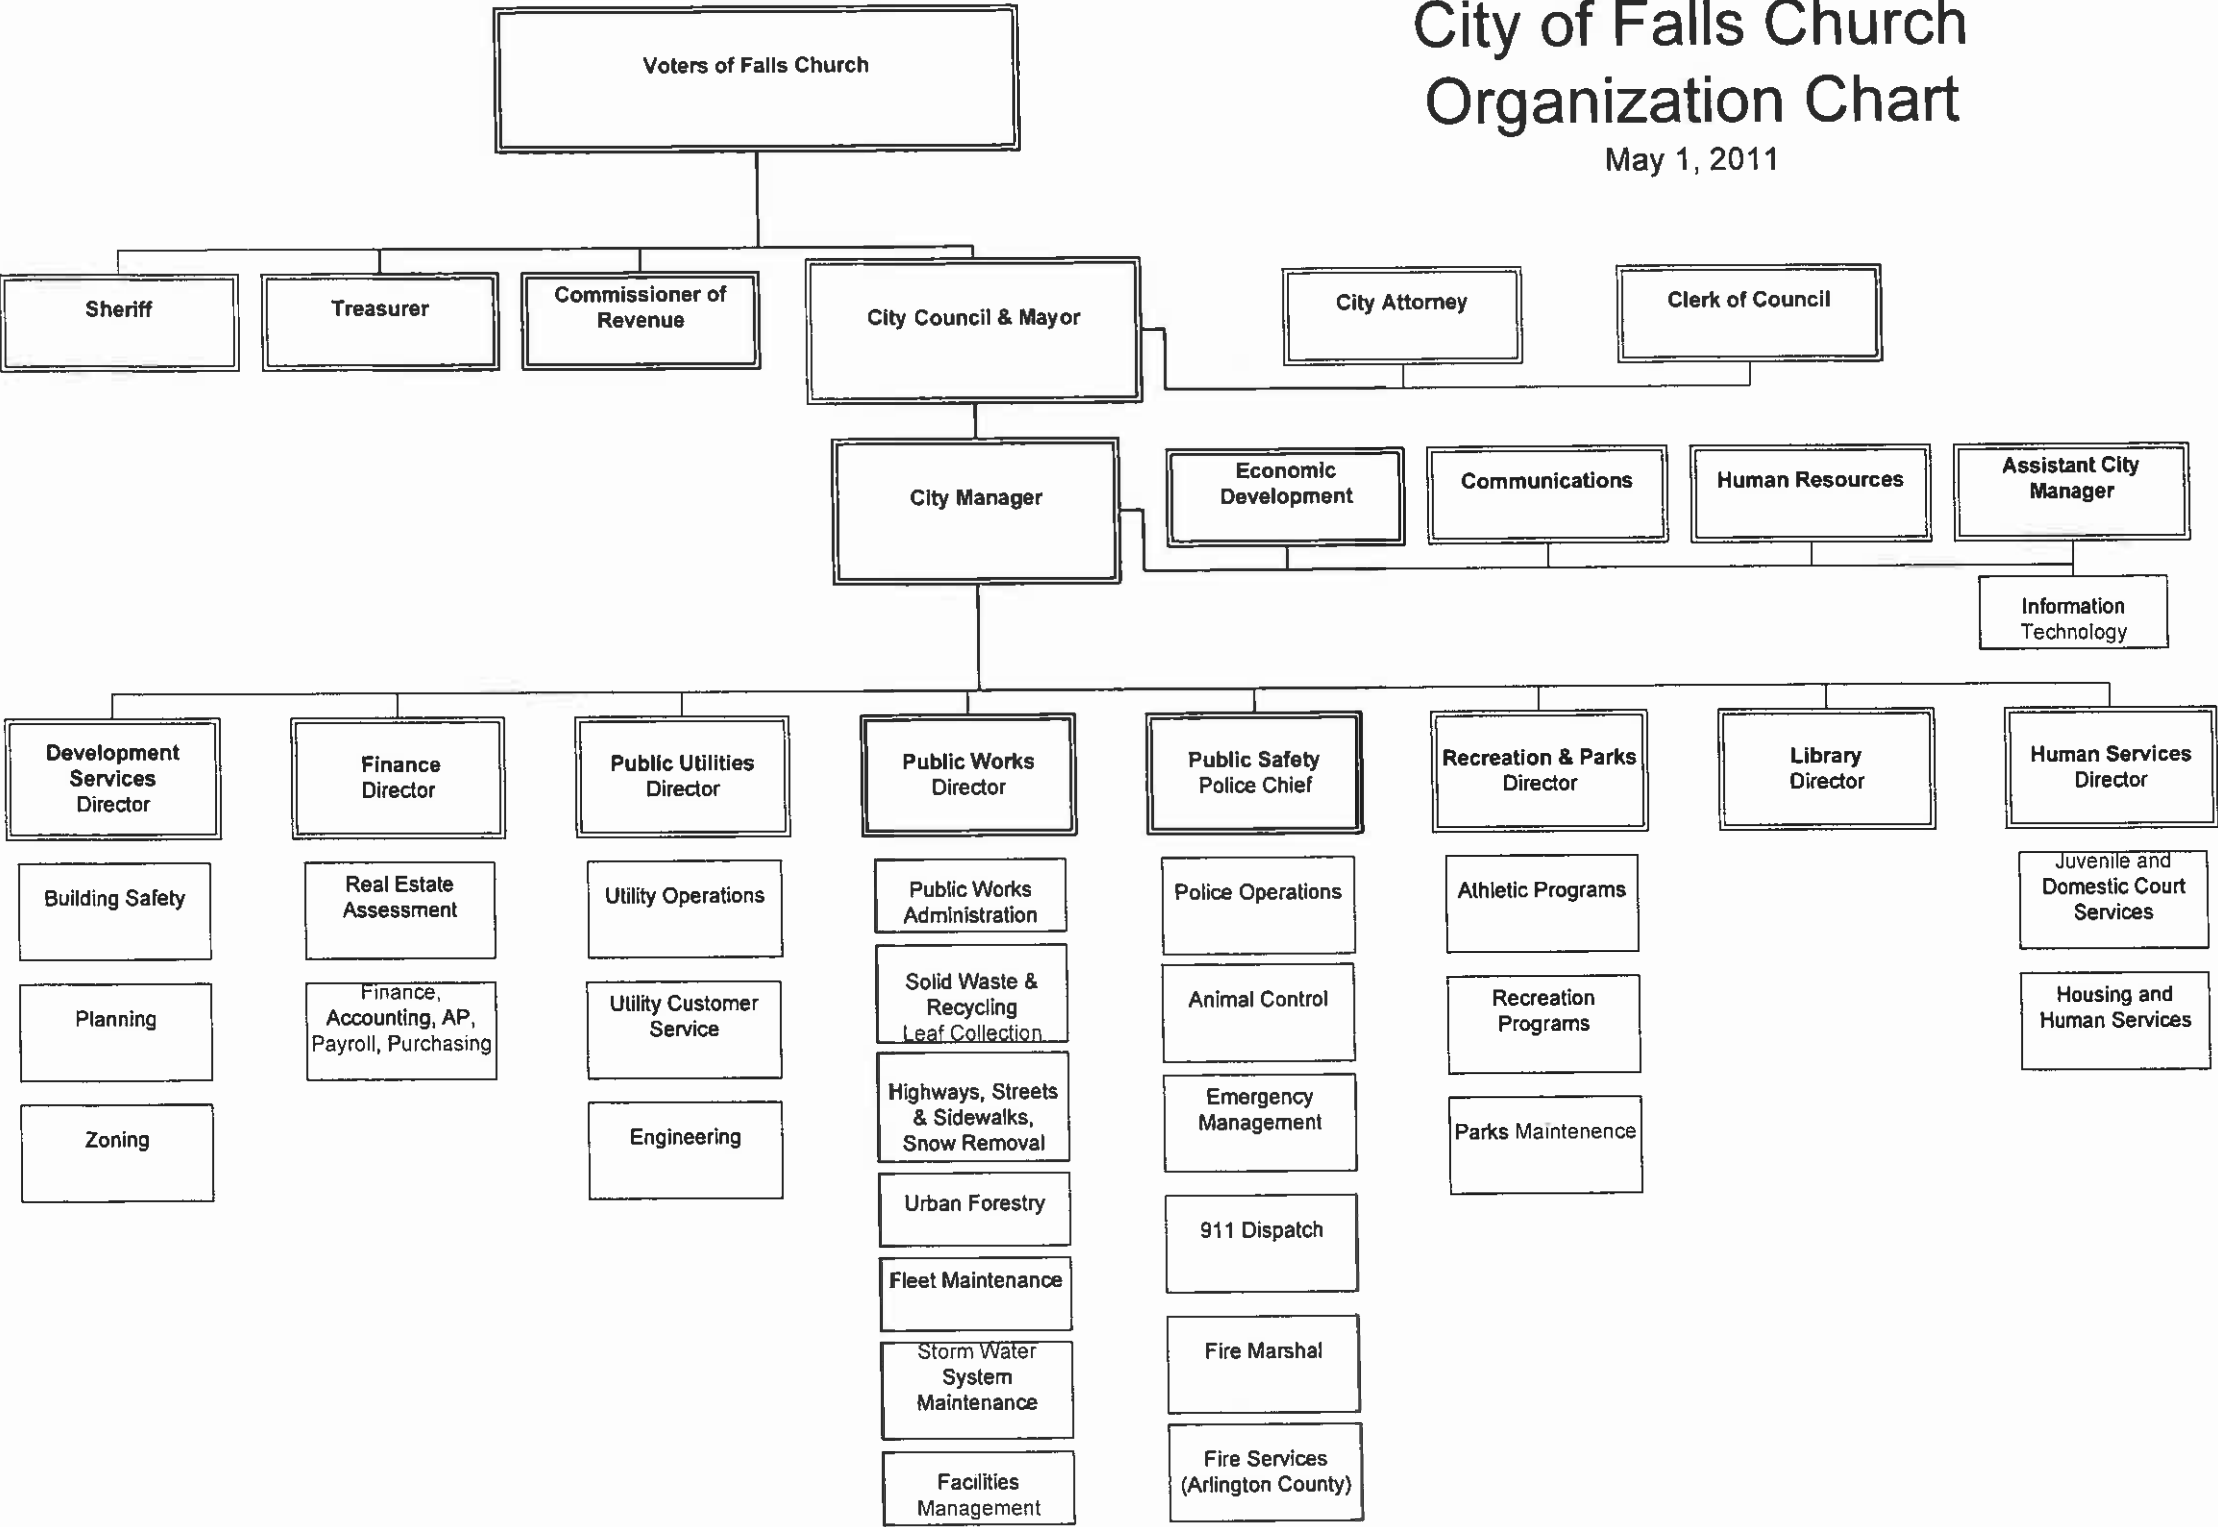 City of Falls Church
Organization Chart
May 1, 2011
Voters of Falls Church
Sheriff
Treasurer
Commissioner of
Revenue
City Council & Mayor
City Attorney
Clerk of Council
City Manager
Economic
Development
Communications
Human Resources
Assistant City
Manager
Information
Technology
Development
Services
Director
Finance
Director
Public Utilities
Director
Public Works
Director
Public Safety
Police Chief
Recreation & Parks
Director
Library
Director
Human Services
Director
Building Safety
Planning
Zoning
Real Estate
Assessment
Finance,
Accounting, AP,
Payroll, Purchasing
Utility Operations
Utility Customer
Service
Engineering
Public Works
Administration
Solid Waste &
Recycling
Leaf Collection
Highways, Streets
& Sidewalks,
Snow Removal
Urban Forestry
Fleet Maintenance
Storm Water
System
Maintenance
Facilities
Management
Police Operations
Animal Control
Emergency
Management
911 Dispatch
Fire Marshal
Fire Services
(Arlington County)
Athletic Programs
Recreation
Programs
Parks Maintenence
Juvenile and
Domestic Court
Services
Housing and
Human Services